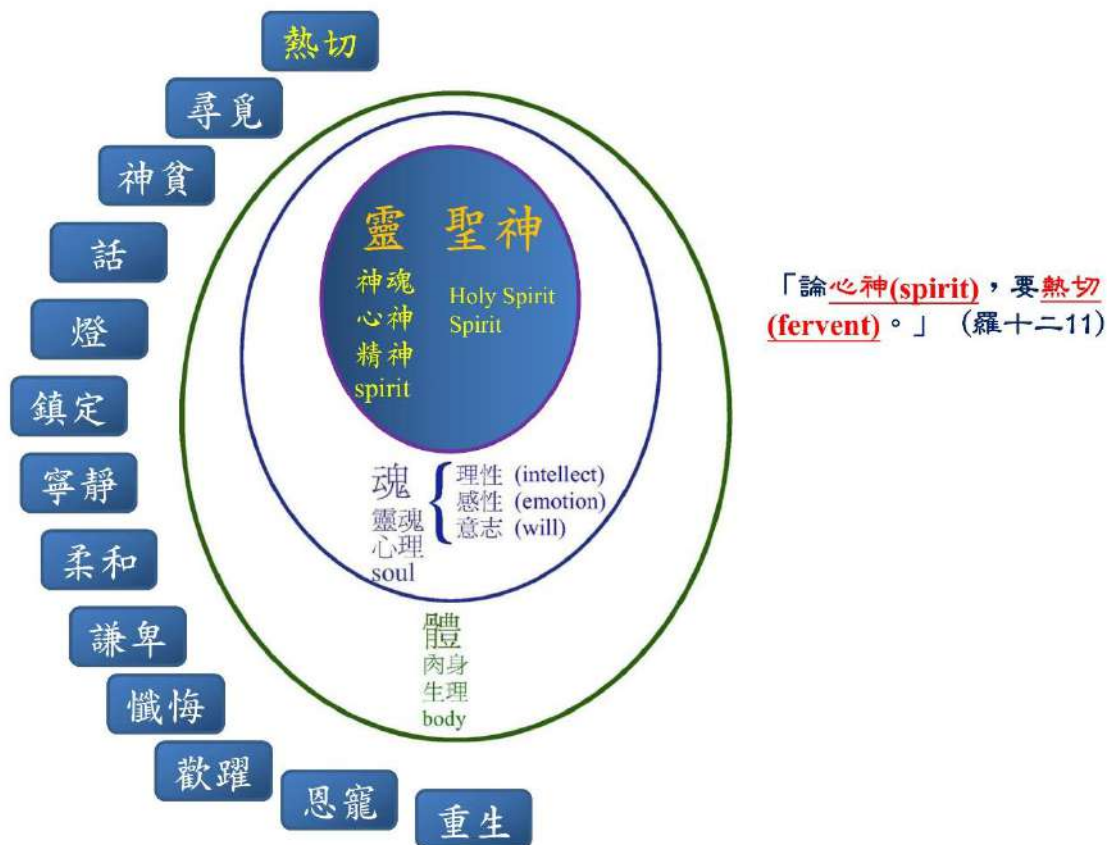 熱切
尋覓
神貧
話
燈
鎮定
寧靜
柔和
謙卑
懺悔
歡躍
恩寵
重生
靈 聖神
神魂
心神
精神
spirit
Holy Spirit
Spirit
魂
靈魂
心理
soul
{
理性 (intellect)
感性 (emotion)
意志 (will)
體
肉身
生理
body
「論心神(spirit)，要熱切
(fervent)。」 (羅十二11)